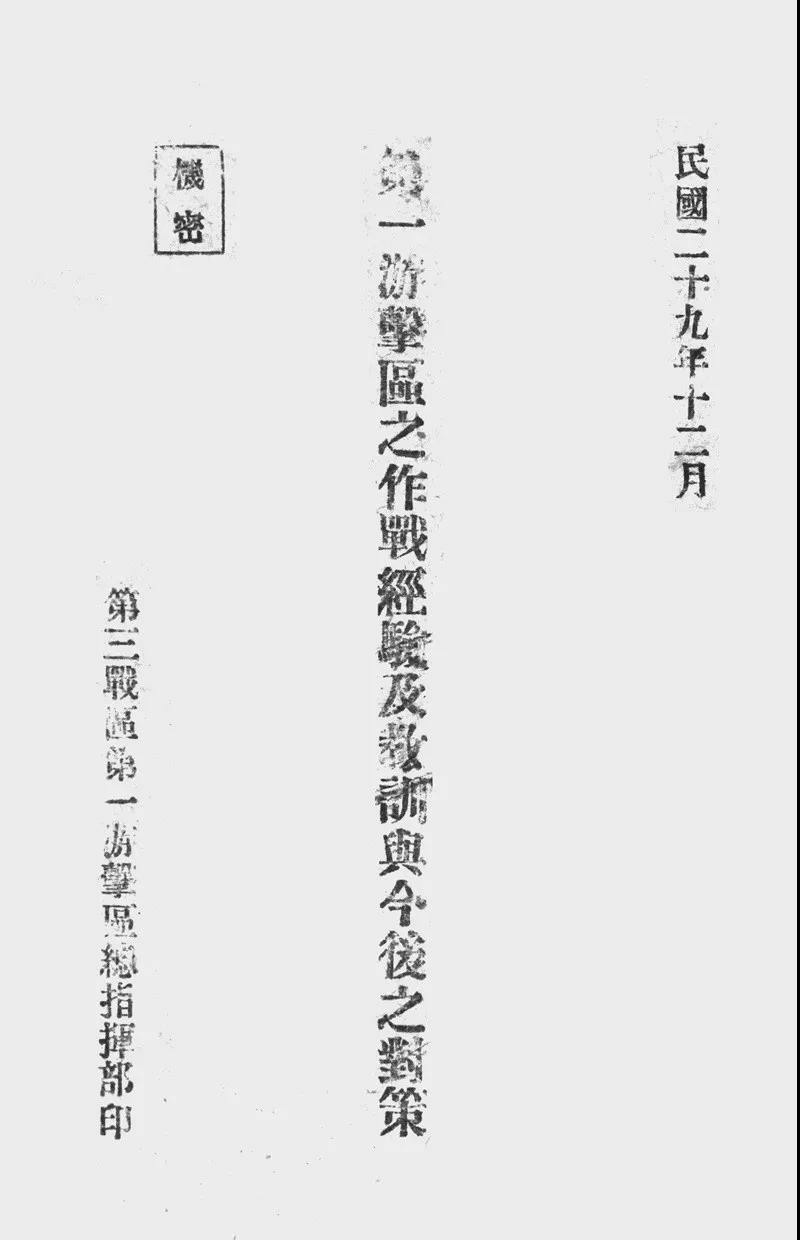 民國二十九年十二月
第一游擊區之作戰經驗及教訓與今後之對策
機密
第三戰區第一游擊區總指揮部印